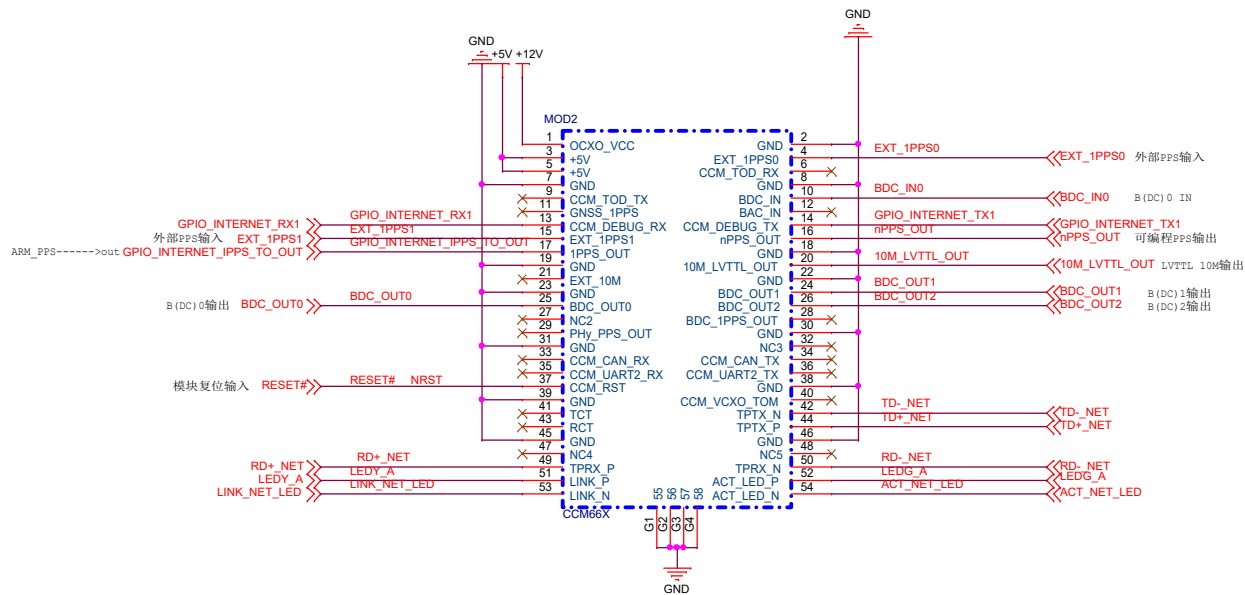 GND
GND
+5V +12V
MOD2
1 OCXO_VCC GND 2
3 +5V EXT_1PPS0 4 EXT_1PPS0 EXT_1PPS0 外部PPS输入
5 +5V CCM_TOD_RX 6
7 GND GND 8
9 CCM_TOD_TX BDC_IN 10 BDC_IN0 BDC_IN0 B(DC)0 IN
11 GNSS_1PPS BAC_IN 12
GPIO_INTERNET_RX1 GPIO_INTERNET_RX1 13 CCM_DEBUG_RX CCM_DEBUG_TX 14 GPIO_INTERNET_TX1 GPIO_INTERNET_TX1
外部PPS输入 EXT_1PPS1 EXT_1PPS1 15 EXT_1PPS1 nPPS_OUT 16 nPPS_OUT nPPS_OUT 可编程PPS输出
ARM_PPS------>out GPIO_INTERNET_IPPS_TO_OUT GPIO_INTERNET_IPPS_TO_OUT 17 1PPS_OUT GND 18
19 GND 10M_LVTTL_OUT 20 10M_LVTTL_OUT 10M_LVTTL_OUT LVTTL 10M输出
21 EXT_10M GND 22
23 GND BDC_OUT1 24 BDC_OUT1 BDC_OUT1 B(DC)1输出
B(DC)0输出 BDC_OUT0 BDC_OUT0 25 BDC_OUT0 BDC_OUT2 26 BDC_OUT2 BDC_OUT2 B(DC)2输出
27 NC2 BDC_1PPS_OUT 28
29 PHy_PPS_OUT GND 30
31 GND NC3 32
33 CCM_CAN_RX CCM_CAN_TX 34
35 CCM_UART2_RX CCM_UART2_TX 36
模块复位输入 RESET# RESET# NRST 37 CCM_RST GND 38
39 GND CCM_VCXO_TOM 40
41 TCT TPTX_N 42 TD-_NET TD-_NET
43 RCT TPTX_P 44 TD+_NET TD+_NET
45 GND GND 46
47 NC4 NC5 48
RD+_NET RD+_NET 49 TPRX_P TPRX_N 50 RD-_NET RD-_NET
LEDY_A LEDY_A 51 LINK_P ACT_LED_P 52 LEDG_A LEDG_A
LINK_NET_LED LINK_NET_LED 53 LINK_N ACT_LED_N 54 ACT_NET_LED ACT_NET_LED
55 56 57 58
CCM66X
G1 G2 G3 G4
GND